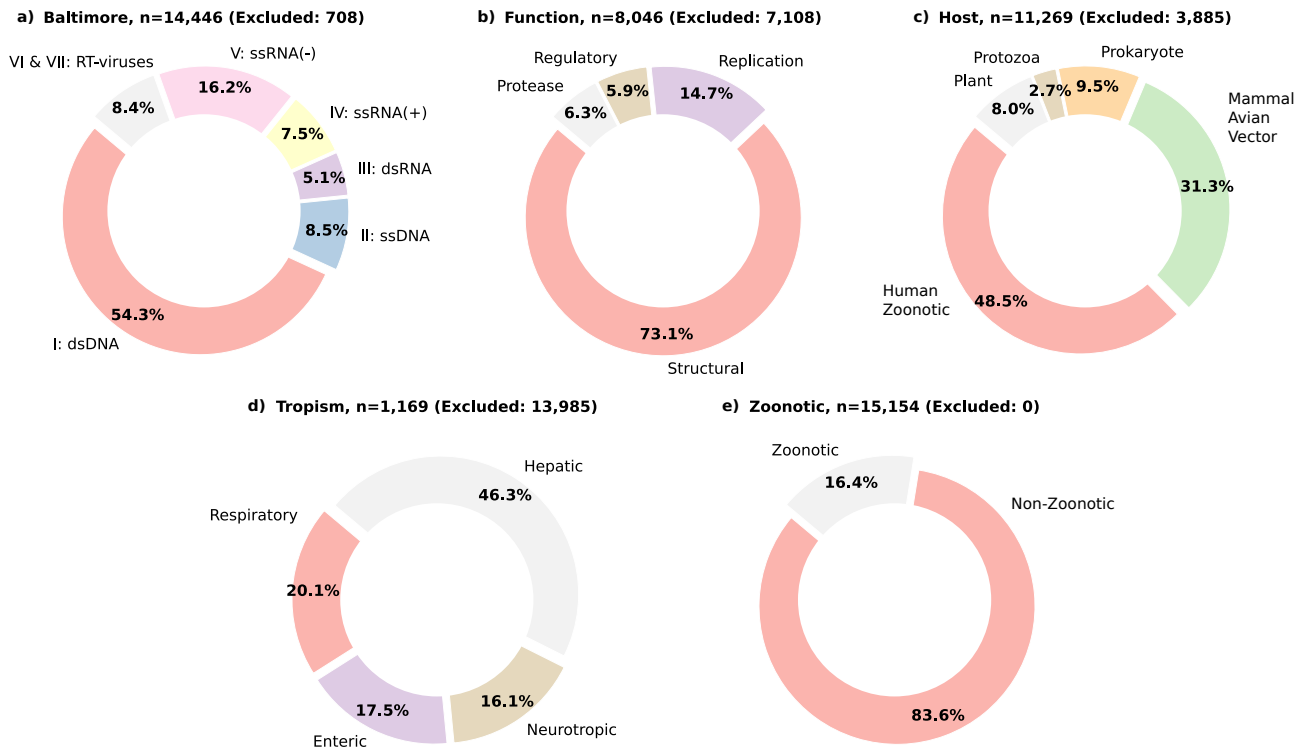 a) Baltimore, n=14,446 (Excluded: 708)
VI & VII: RT-viruses
V: ssRNA(-)
8.4%
16.2%
IV: ssRNA(+)
7.5%
III: dsRNA
5.1%
II: ssDNA
8.5%
54.3%
I: dsDNA
b) Function, n=8,046 (Excluded: 7,108)
Regulatory
Replication
Protease
5.9%
14.7%
6.3%
73.1%
Structural
c) Host, n=11,269 (Excluded: 3,885)
Protozoa
Prokaryote
Plant
2.7%
9.5%
8.0%
Mammal
Avian
Vector
31.3%
Human
Zoonotic
48.5%
d) Tropism, n=1,169 (Excluded: 13,985)
Hepatic
46.3%
Respiratory
20.1%
17.5%
Enteric
16.1%
Neurotropic
e) Zoonotic, n=15,154 (Excluded: 0)
Zoonotic
16.4%
Non-Zoonotic
83.6%